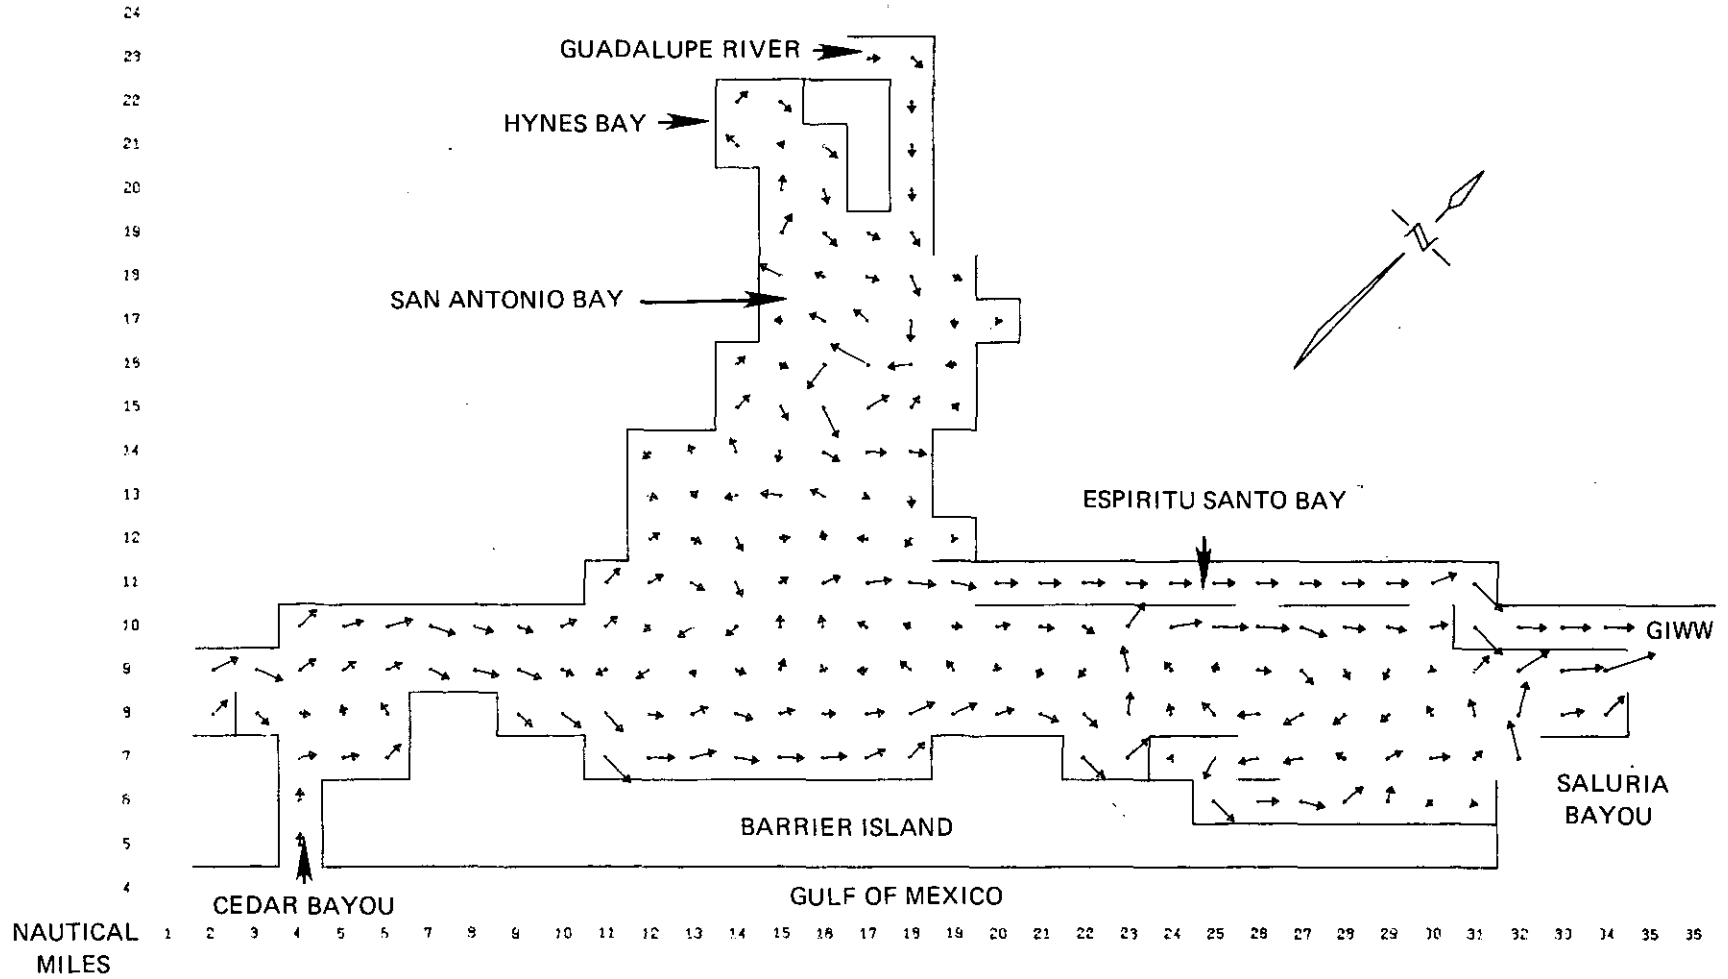 24
GUADALUPE RIVER
23
22
HYNES BAY
21
20
N
19
18
SAN ANTONIO BAY
17
16
15
14
13
ESPIRITU SANTO BAY
12
11
10
GIWW
9
8
7
SALURIA
BAYOU
6
BARRIER ISLAND
5
4
GULF OF MEXICO
CEDAR BAYOU
NAUTICAL
MILES
1 2 3 4 5 6 7 8 9 10 11 12 13 14 15 16 17 18 19 20 21 22 23 24 25 26 27 28 29 30 31 32 33 34 35 36